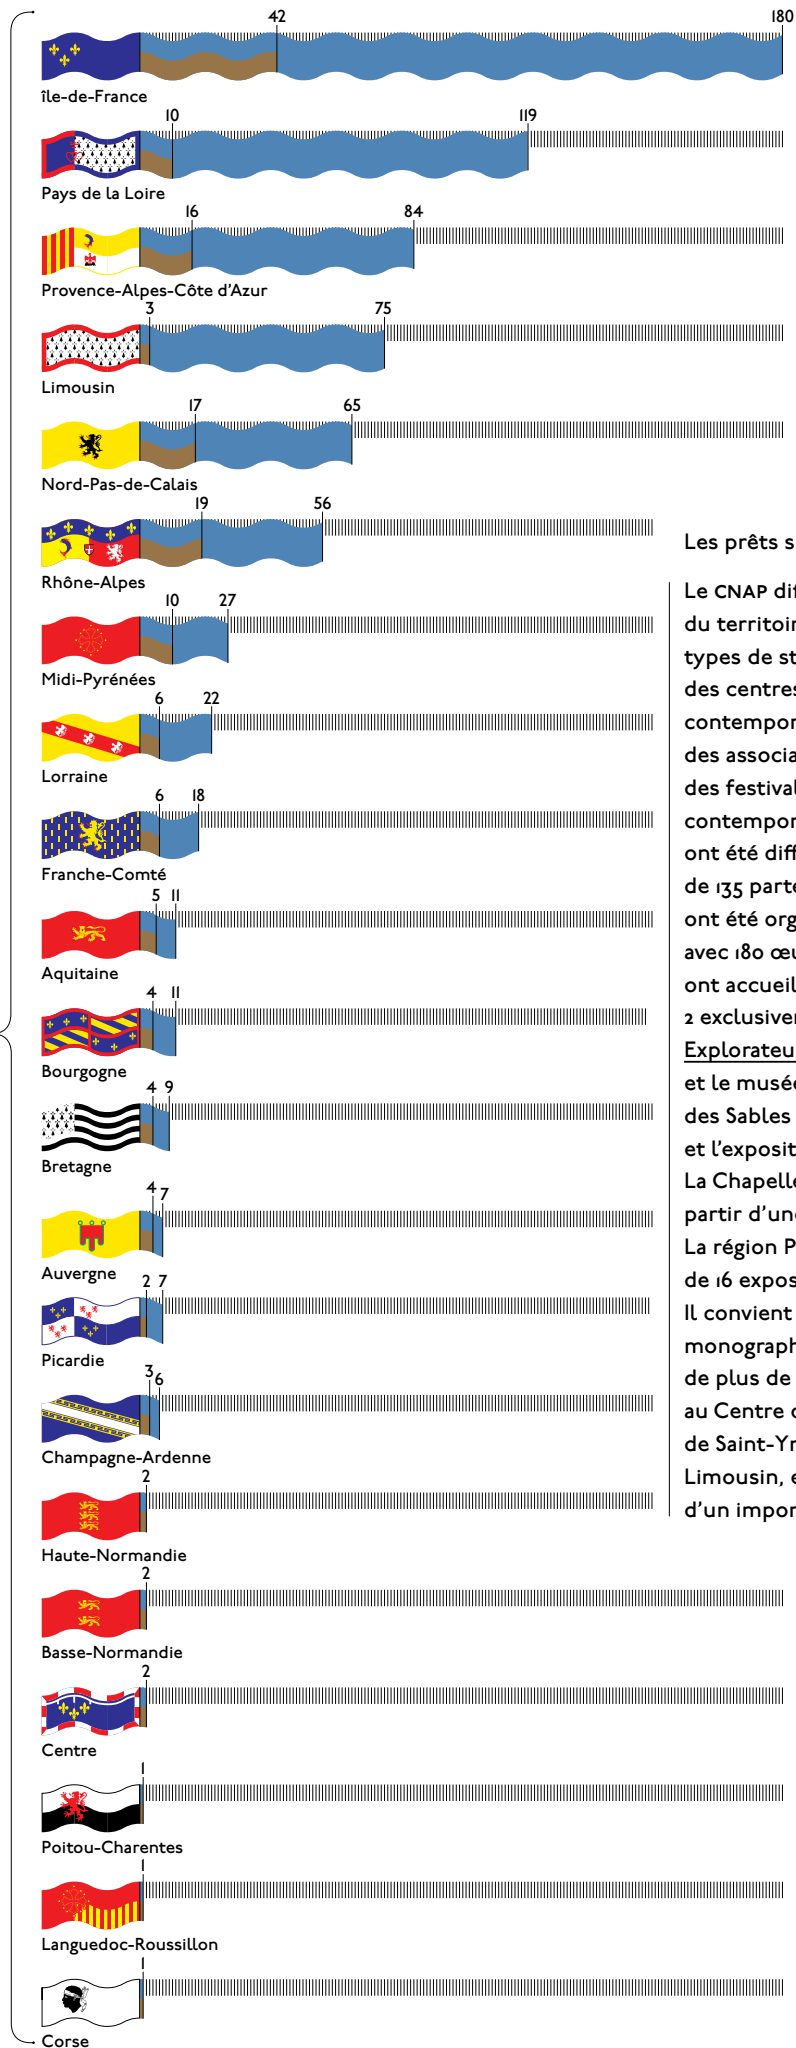 42 180
île-de-France
10 119
Pays de la Loire
16 84
Provence-Alpes-Côte d'Azur
3 75
Limousin
17 65
Nord-Pas-de-Calais
19 56
Rhône-Alpes
10 27
Midi-Pyrénées
6 22
Lorraine
6 18
Franche-Comté
5 11
Aquitaine
4 11
Bourgogne
4 9
Bretagne
4 7
Auvergne
2 7
Picardie
3 6
Champagne-Ardenne
2
Haute-Normandie
2
Basse-Normandie
2
Centre
1
Poitou-Charentes
1
Languedoc-Roussillon
1
Corse
Les prêts s
Le CNAP dif
du territoir
types de st
des centres
contempor
des associa
des festival
contempor
ont été diff
de 135 parte
ont été org
avec 180 œu
ont accueil
2 exclusiver
Explorateu
et le musée
des Sables
et l'exposit
La Chapelle
partir d'une
La région P
de 16 expos
Il convient
monograph
de plus de
au Centre d
de Saint-Yr
Limousin, e
d'un impor